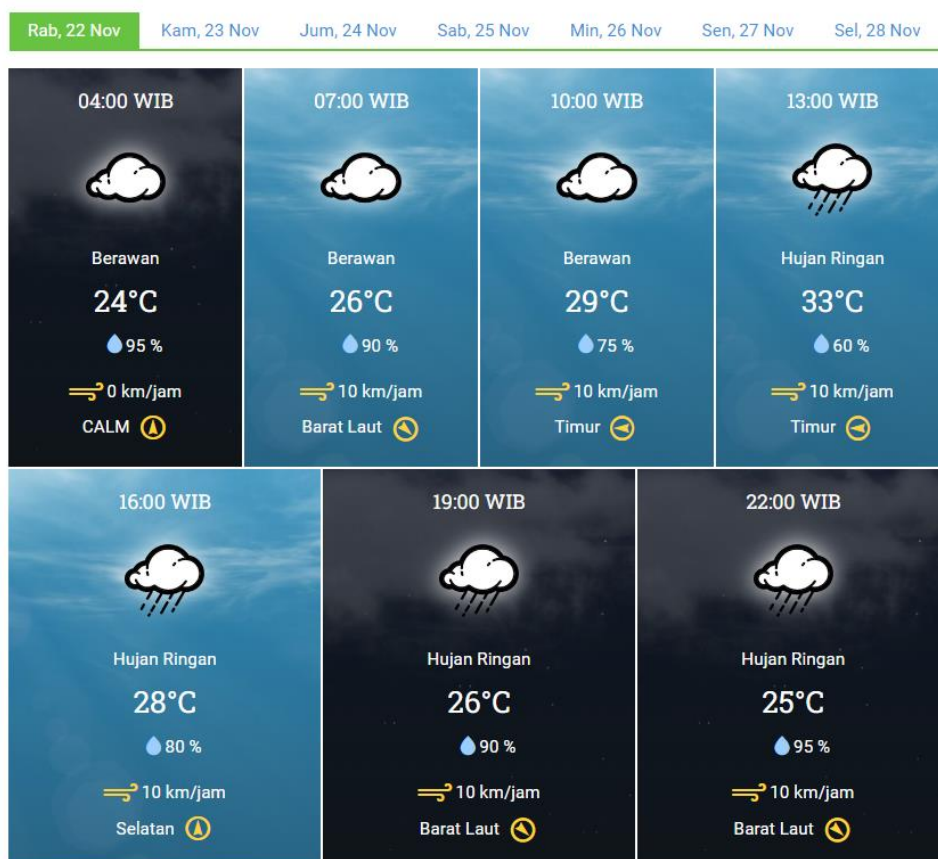 Rab, 22 Nov Kam, 23 Nov Jum, 24 Nov Sab, 25 Nov Min, 26 Nov Sen, 27 Nov Sel, 28 Nov
04:00 WIB
Berawan
24°C
95 %
0 km/jam
CALM
07:00 WIB
Berawan
26°C
90 %
10 km/jam
Barat Laut
10:00 WIB
Berawan
29°C
75 %
10 km/jam
Timur
13:00 WIB
Hujan Ringan
33°C
60 %
10 km/jam
Timur
16:00 WIB
Hujan Ringan
28°C
80 %
10 km/jam
Selatan
19:00 WIB
Hujan Ringan
26°C
90 %
10 km/jam
Barat Laut
22:00 WIB
Hujan Ringan
25°C
95 %
10 km/jam
Barat Laut